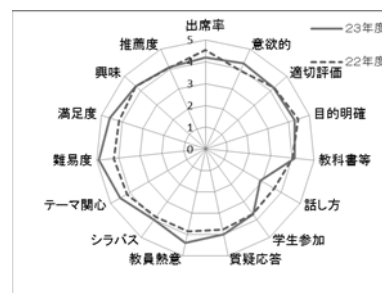 出席率
意欲的
適切評価
目的明確
教科書等
話し方
学生参加
質疑応答
教員熱意
シラバス
テーマ関心
難易度
満足度
興味
推薦度
5
4
3
2
1
0
23年度
22年度